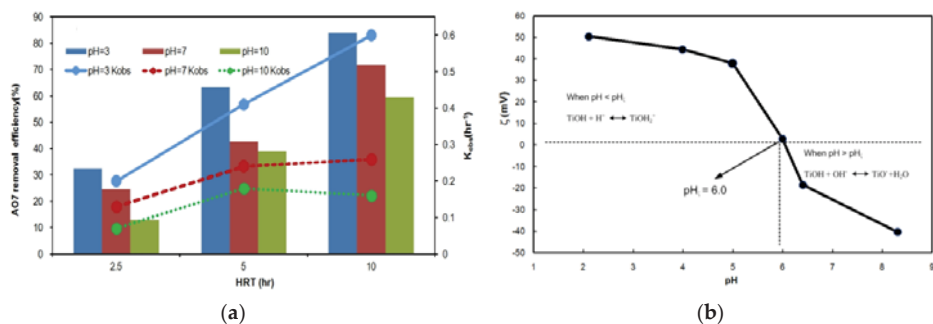 90
80
70
60
50
40
30
20
10
0
AO7 removal efficiency(%)
pH=3
pH=7
pH=10
pH=3 Kobs
pH=7 Kobs
pH=10 Kobs
0.6
0.5
0.4
0.3
0.2
0.1
0
K_obs(hr⁻¹)
2.5
5
10
HRT (hr)
(a)
60
50
40
30
20
10
0
-10
-20
-30
-40
-50
ζ (mV)
When pH < pHz
TiOH + H⁺ ⟷ TiOH₂⁺
When pH > pHz
TiOH + OH⁻ ⟷ TiO⁻+H₂O
pHz = 6.0
1 2 3 4 5 6 7 8 9
pH
(b)